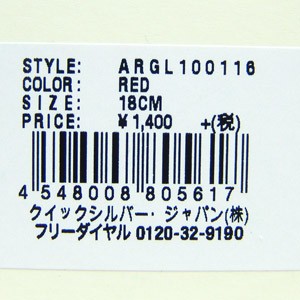 STYLE: ARGL100116
COLOR: RED
SIZE: 18CM
PRICE: ¥1,400 +(税)
4 548008 805617
クイックシルバー・ジャパン(株)
フリーダイヤル 0120-32-9190